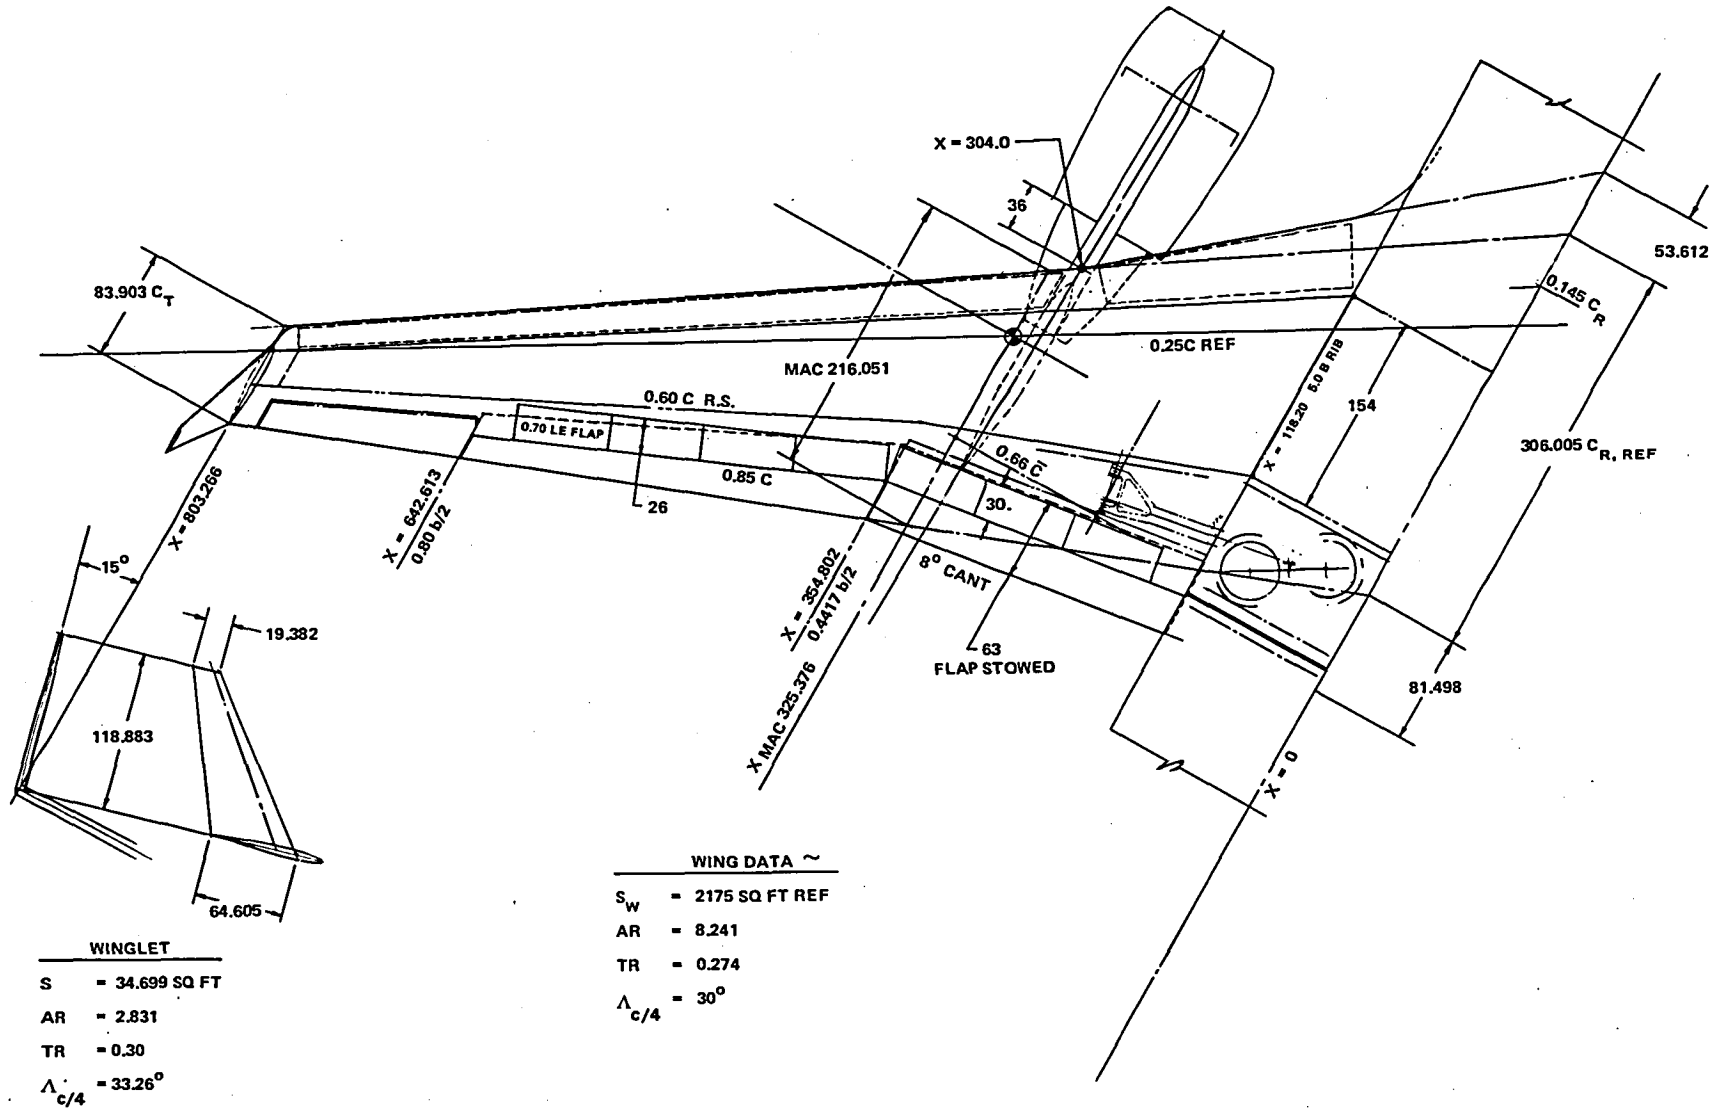 X = 304.0
36
53.612
83.903 C_T
0.145 C_R
0.25C REF
MAC 216.051
X = 118.20 5.0 B RIB
154
0.60 C R.S.
306.005 C_R, REF
0.70 LE FLAP
0.66 C̄
0.85 C
26
30.
X = 803.266
X = 642.613
0.80 b/2
8° CANT
X = 354.802
0.4417 b/2
63
FLAP STOWED
81.498
X MAC 325.376
X = 0
15°
19.382
118.883
64.605
WING DATA ~
S_W = 2175 SQ FT REF
AR = 8.241
TR = 0.274
Λ_c/4 = 30°
WINGLET
S = 34.699 SQ FT
AR = 2.831
TR = 0.30
Λ_c/4 = 33.26°